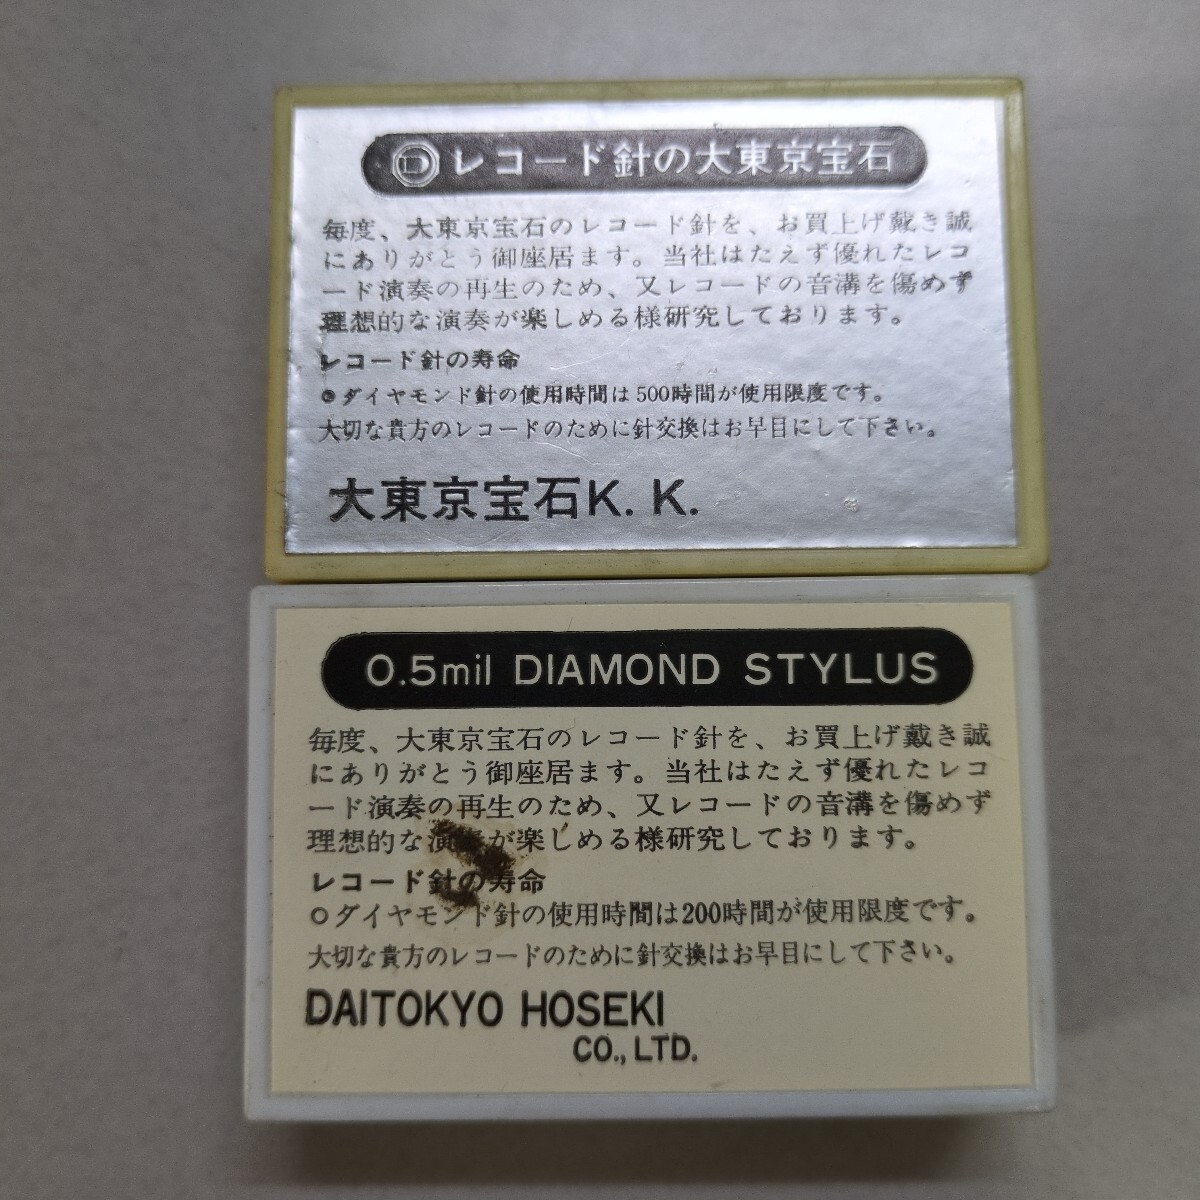 D レコード針の大東京宝石
毎度、大東京宝石のレコード針を、お買上げ戴き誠
にありがとう御座居ます。当社はたえず優れたレコ
ード演奏の再生のため、又レコードの音溝を傷めず
理想的な演奏が楽しめる様研究しております。
レコード針の寿命
○ダイヤモンド針の使用時間は500時間が使用限度です。
大切な貴方のレコードのために針交換はお早目にして下さい。
大東京宝石K.K.
0.5mil DIAMOND STYLUS
毎度、大東京宝石のレコード針を、お買上げ戴き誠
にありがとう御座居ます。当社はたえず優れたレコ
ード演奏の再生のため、又レコードの音溝を傷めず
理想的な演奏が楽しめる様研究しております。
レコード針の寿命
○ダイヤモンド針の使用時間は200時間が使用限度です。
大切な貴方のレコードのために針交換はお早目にして下さい。
DAITOKYO HOSEKI
CO., LTD.